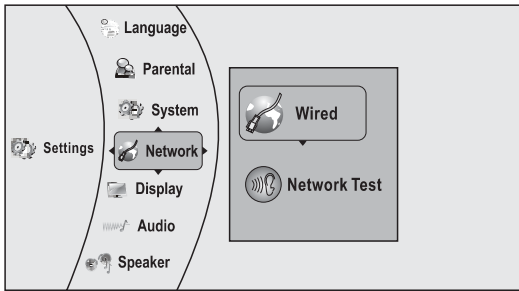 Language
Parental
System
Settings
Network
Display
Audio
Speaker
Wired
Network Test